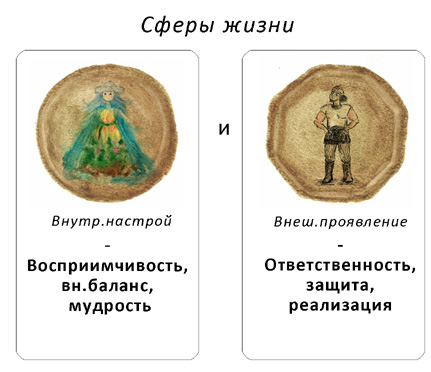 Сферы жизни
и
Внутр.настрой
-
Восприимчивость,
вн.баланс,
мудрость
Внеш.проявление
-
Ответственность,
защита,
реализация